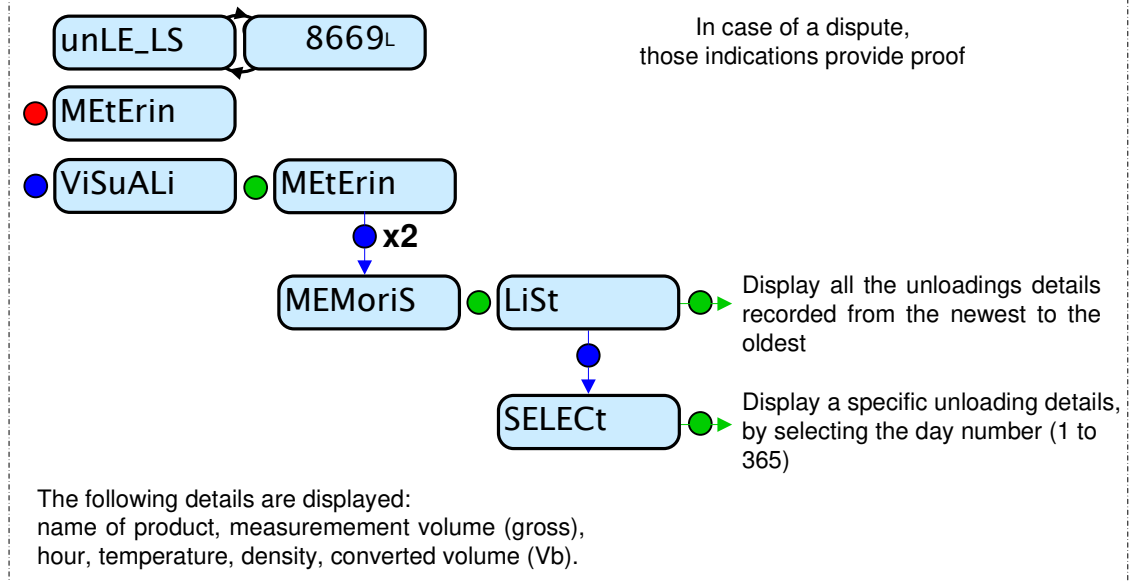 unLE_LS
8669L
In case of a dispute,
those indications provide proof
MEtErin
ViSuALi
MEtErin
x2
MEMoriS
LiSt
Display all the unloadings details
recorded from the newest to the
oldest
SELECt
Display a specific unloading details,
by selecting the day number (1 to
365)
The following details are displayed:
name of product, measuremement volume (gross),
hour, temperature, density, converted volume (Vb).